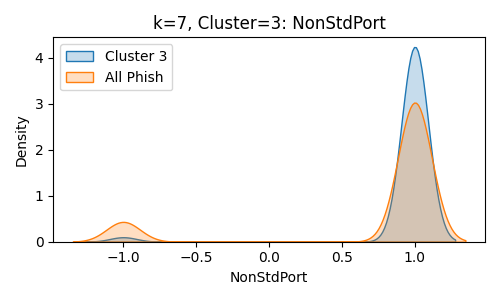 k=7, Cluster=3: NonStdPort
Cluster 3
All Phish
Density
4
3
2
1
0
−1.0
−0.5
0.0
0.5
1.0
NonStdPort